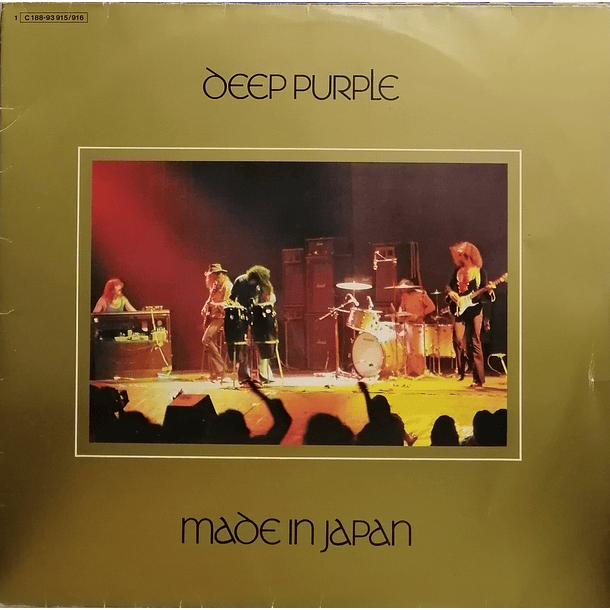 1 C 188-93 915/916
DEEP PURPLE
MADE IN JAPAN